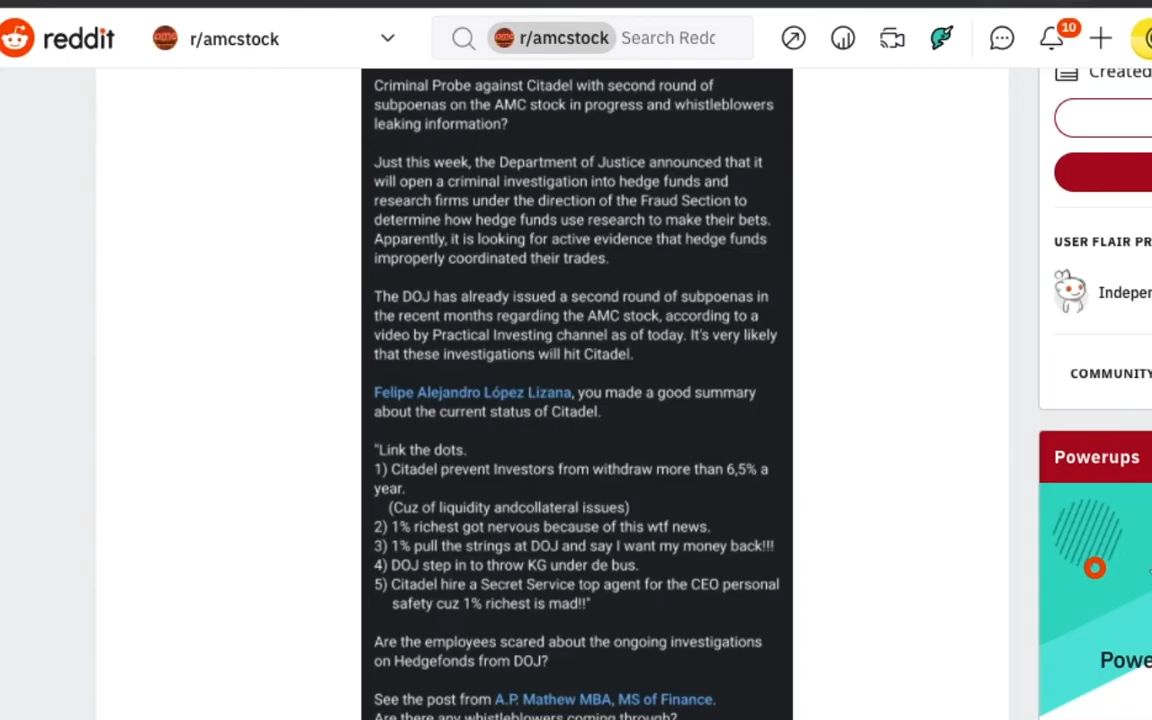 reddit
r/amcstock
r/amcstock Search Redc
10
Criminal Probe against Citadel with second round of
subpoenas on the AMC stock in progress and whistleblowers
leaking information?
Just this week, the Department of Justice announced that it
will open a criminal investigation into hedge funds and
research firms under the direction of the Fraud Section to
determine how hedge funds use research to make their bets.
Apparently, it is looking for active evidence that hedge funds
improperly coordinated their trades.
The DOJ has already issued a second round of subpoenas in
the recent months regarding the AMC stock, according to a
video by Practical Investing channel as of today. It's very likely
that these investigations will hit Citadel.
Felipe Alejandro López Lizana, you made a good summary
about the current status of Citadel.
"Link the dots.
1) Citadel prevent Investors from withdraw more than 6,5% a
year.
(Cuz of liquidity andcollateral issues)
2) 1% richest got nervous because of this wtf news.
3) 1% pull the strings at DOJ and say I want my money back!!!
4) DOJ step in to throw KG under de bus.
5) Citadel hire a Secret Service top agent for the CEO personal
safety cuz 1% richest is mad!!"
Are the employees scared about the ongoing investigations
on Hedgefonds from DOJ?
See the post from A.P. Mathew MBA, MS of Finance.
Are there any whistleblowers coming through?
Created
USER FLAIR PR
Indeper
COMMUNITY
Powerups
Powe